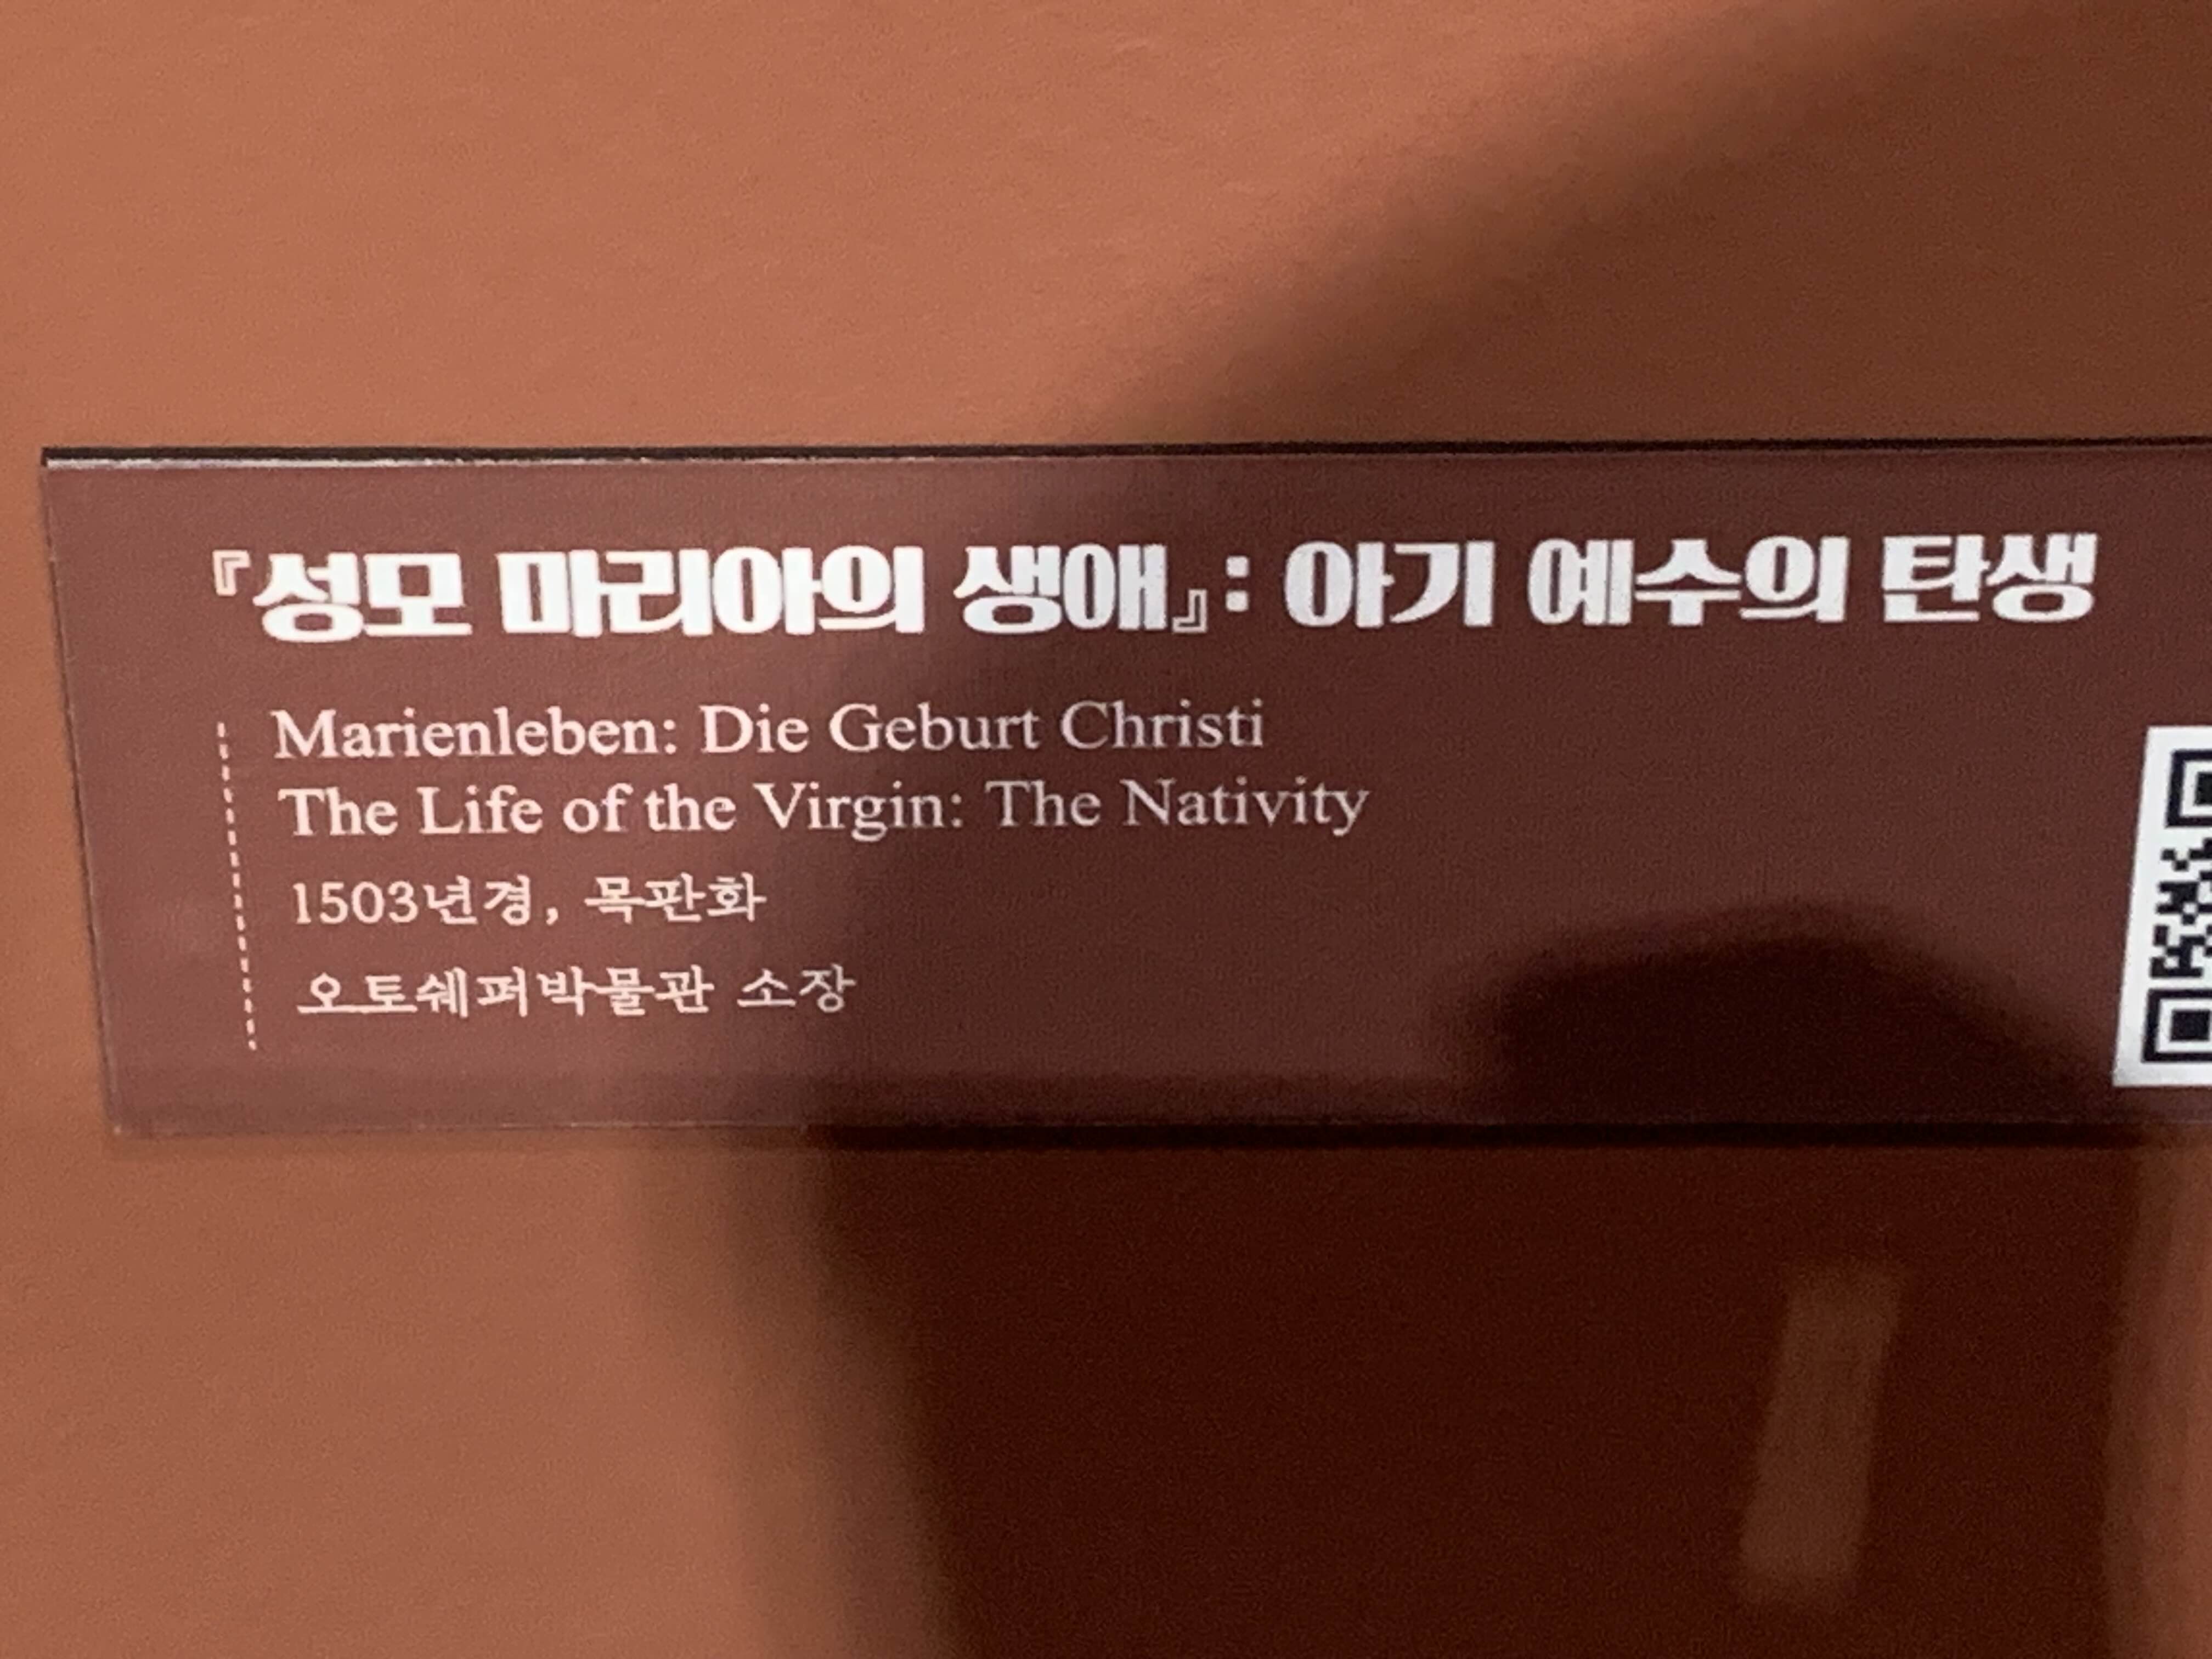 『성모 마리아의 생애』: 아기 예수의 탄생
Marienleben: Die Geburt Christi
The Life of the Virgin: The Nativity
1503년경, 목판화
오토쉐퍼박물관 소장